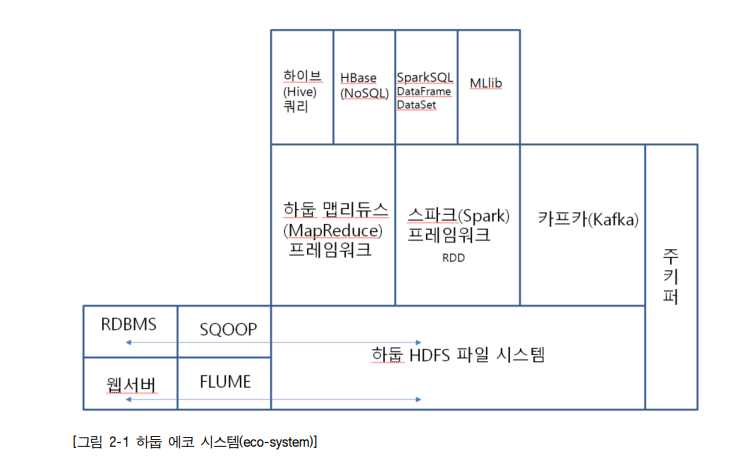 하이브
(Hive)
쿼리
HBase
(NoSQL)
SparkSQL
DataFrame
DataSet
MLlib
하둡 맵리듀스
(MapReduce)
프레임워크
스파크(Spark)
프레임워크
RDD
카프카(Kafka)
주
키
퍼
RDBMS
SQOOP
하둡 HDFS 파일 시스템
웹서버
FLUME
[그림 2-1 하둡 에코 시스템(eco-system)]